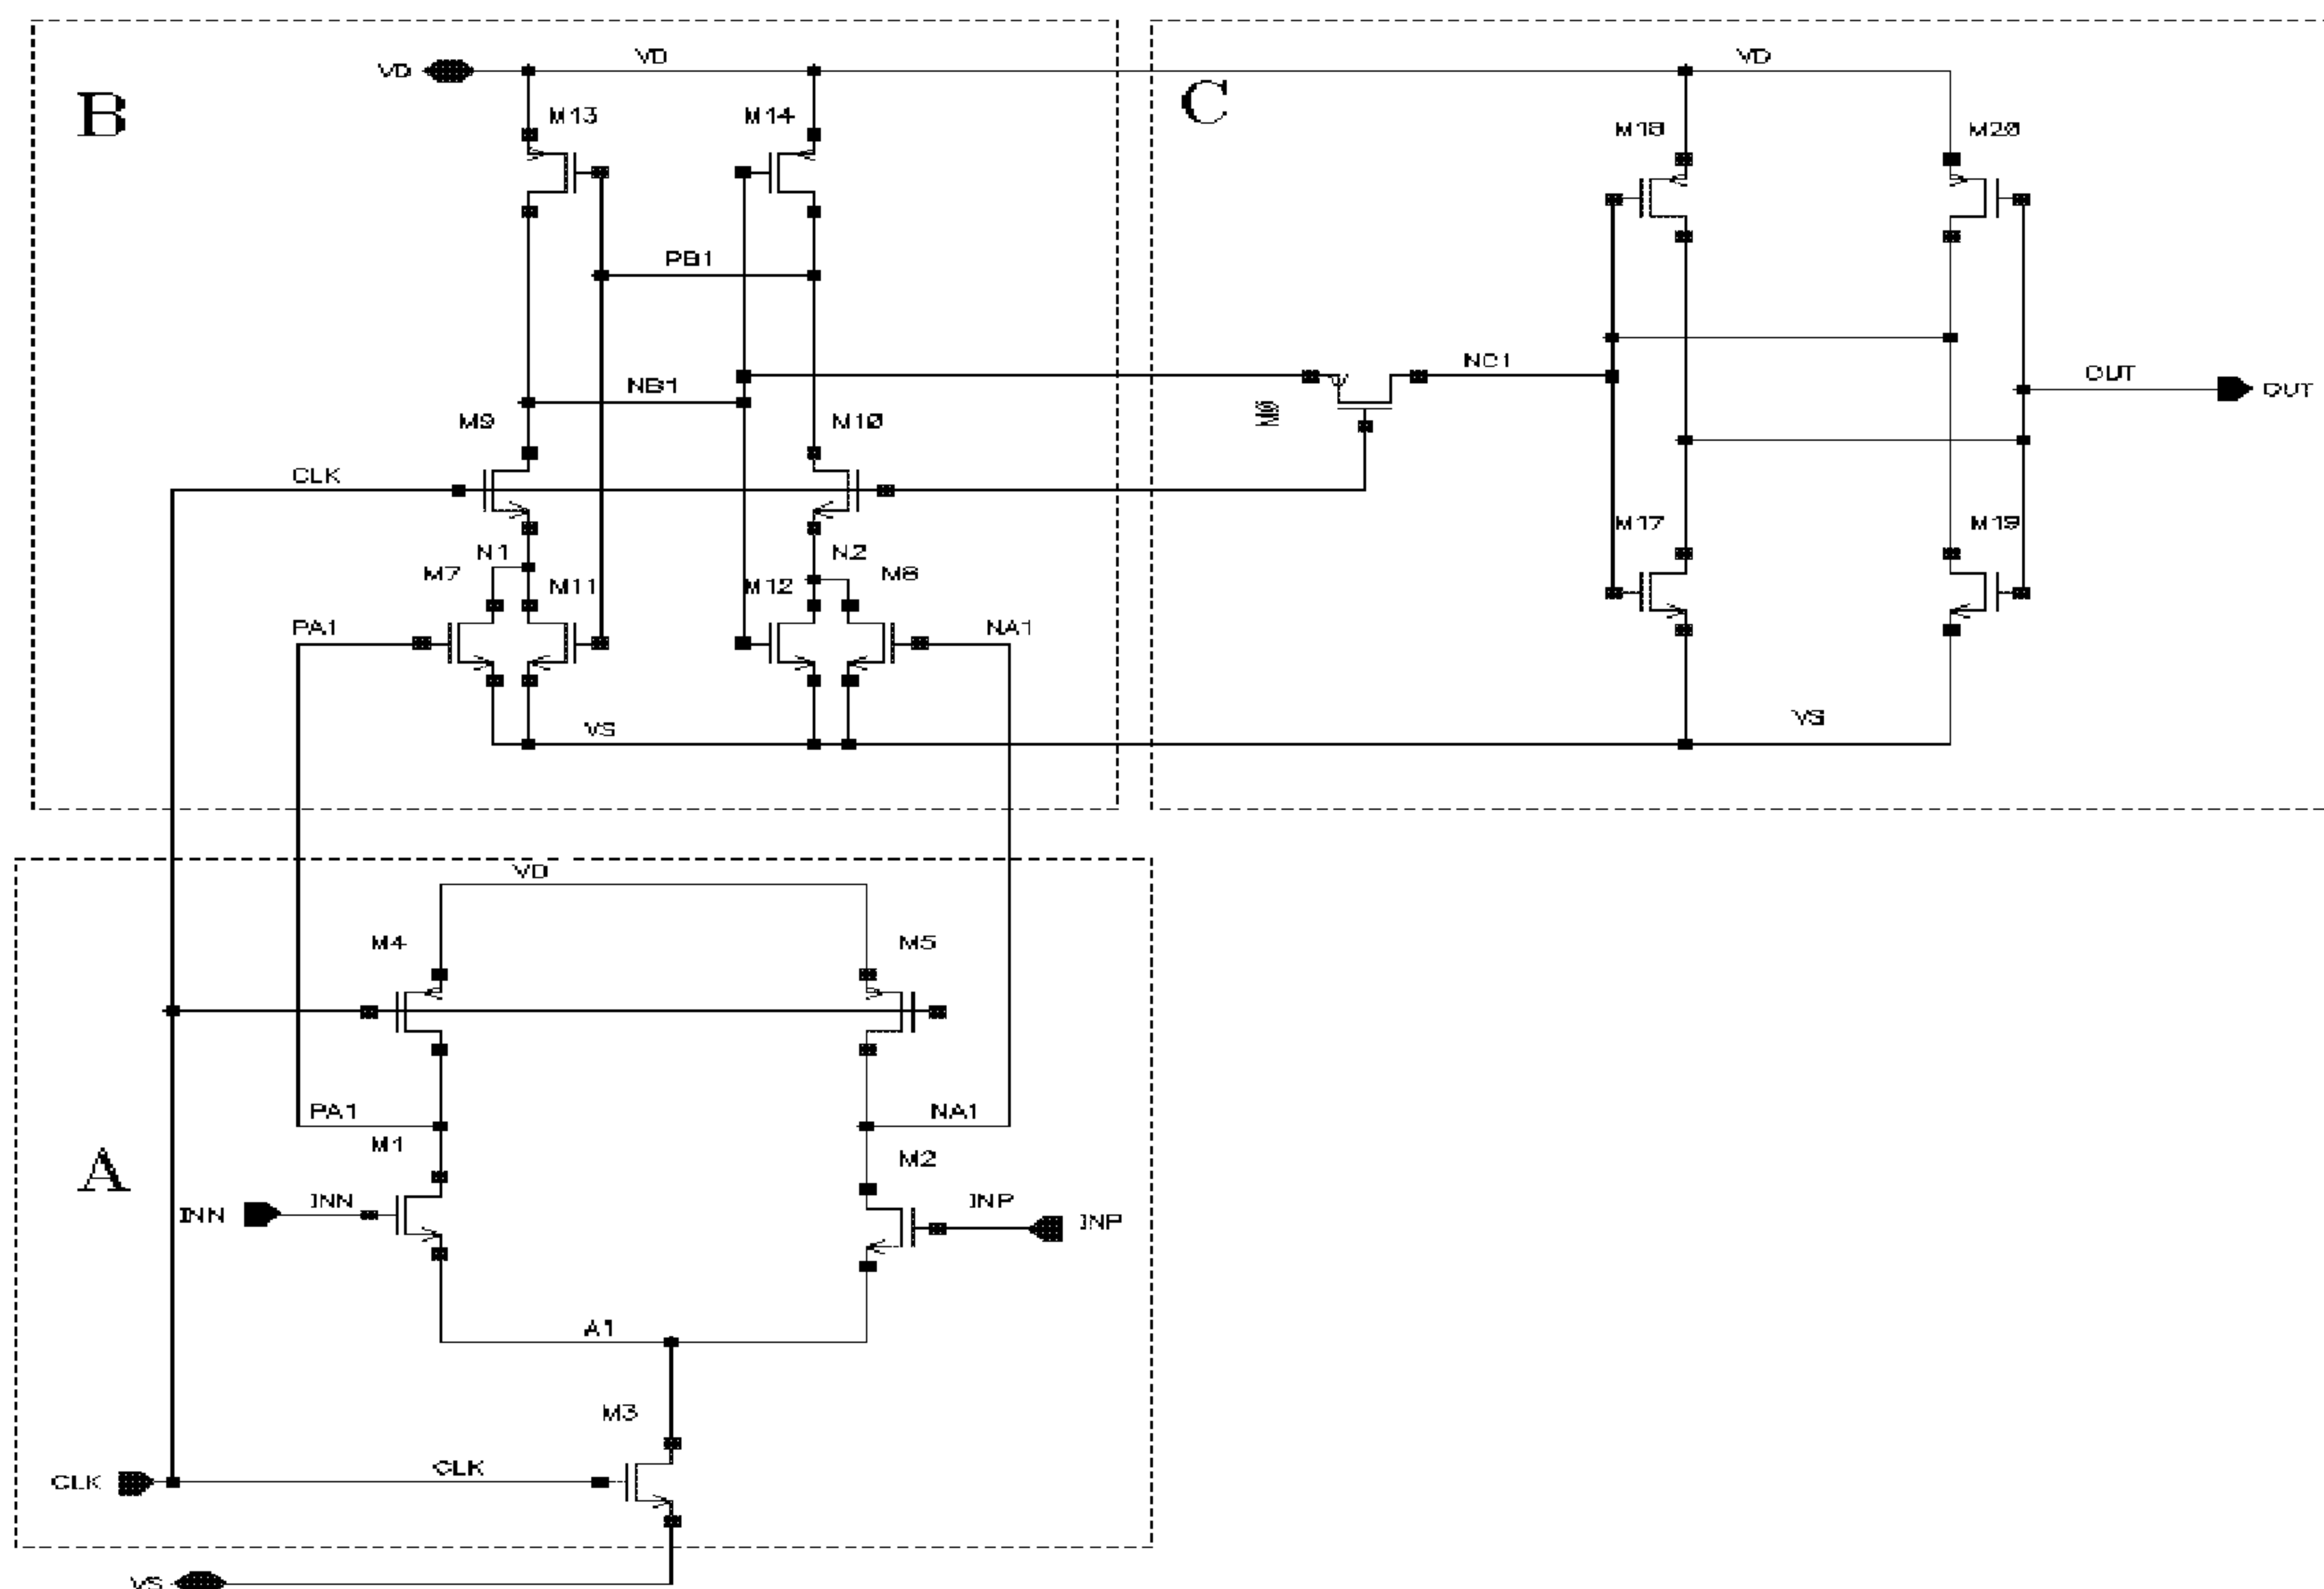 VD
VD
VD
B
C
M13
M14
M18
M20
PB1
NB1
NC1
OUT
OUT
M9
M10
CLK
N1
N2
M7
M11
M12
M8
M17
M19
PA1
NA1
VS
VS
VD
M4
M5
PA1
NA1
M1
M2
A
INN
INN
INP
INP
A1
M3
CLK
CLK
VS